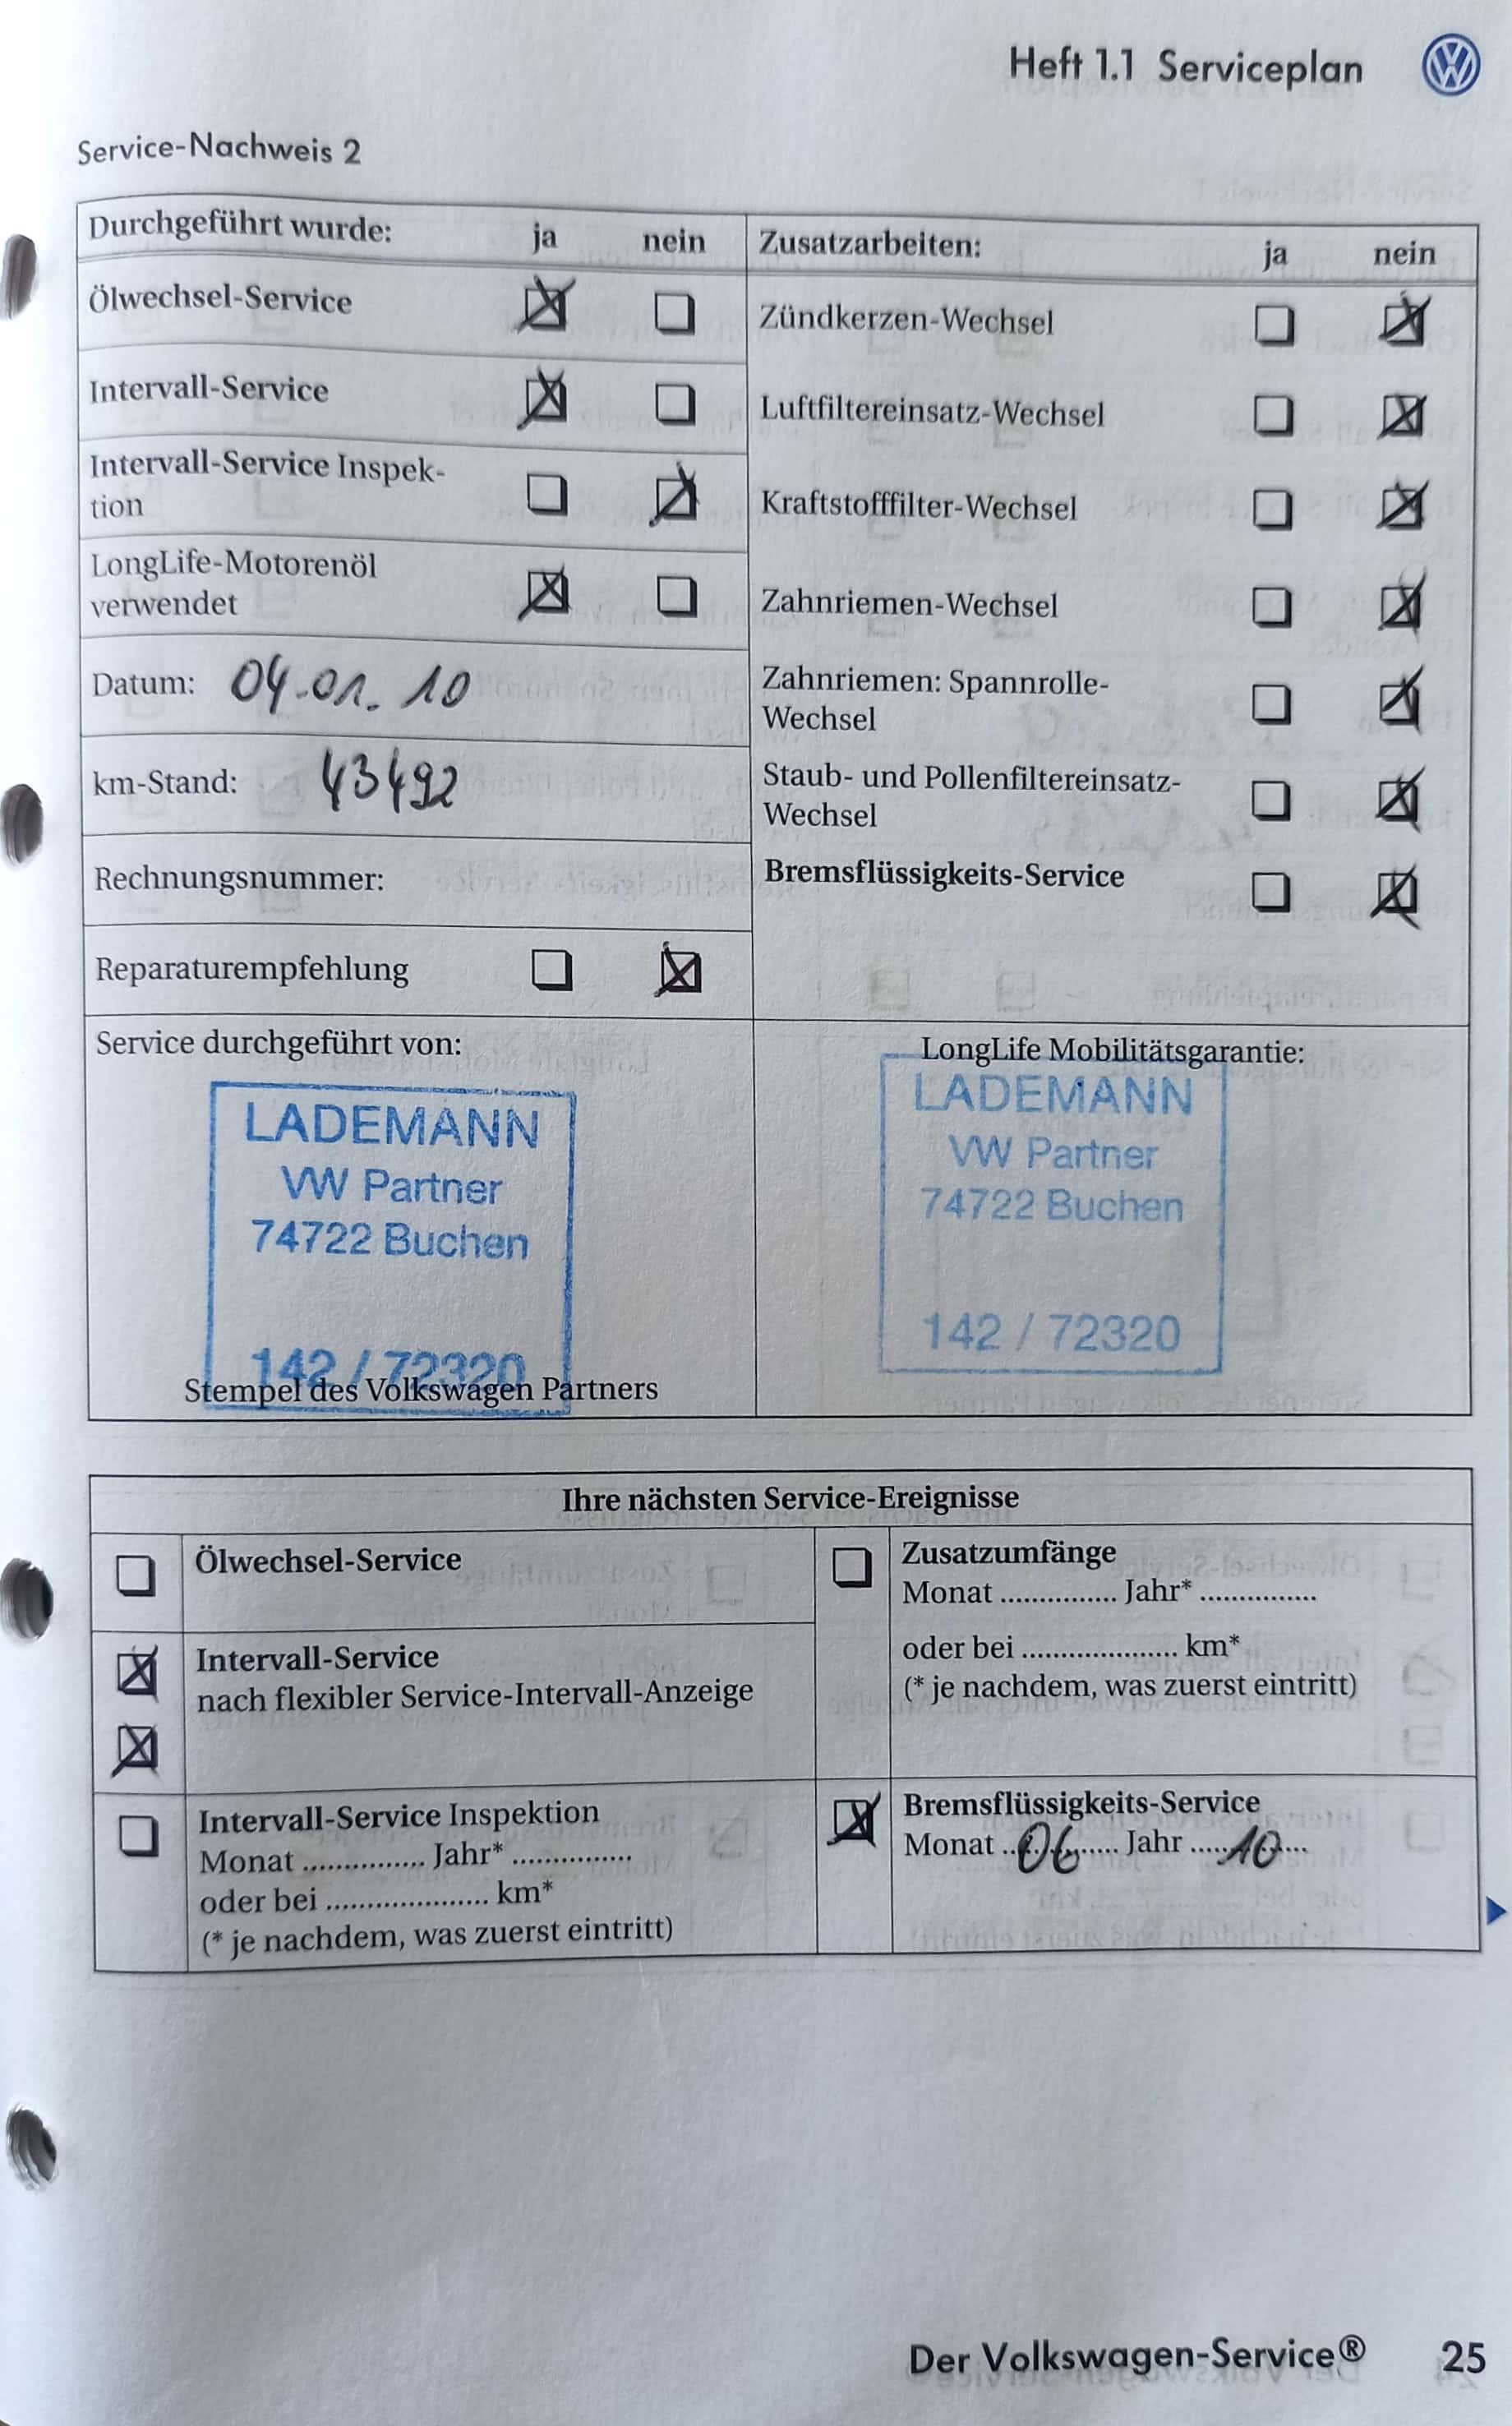 Heft 1.1 Serviceplan
Service-Nachweis 2
Durchgeführt wurde: ja nein
Ölwechsel-Service
Intervall-Service
Intervall-Service Inspek-
tion
LongLife-Motorenöl
verwendet
Datum: 04.01.10
km-Stand: 43492
Rechnungsnummer:
Reparaturempfehlung
Zusatzarbeiten: ja nein
Zündkerzen-Wechsel
Luftfiltereinsatz-Wechsel
Kraftstofffilter-Wechsel
Zahnriemen-Wechsel
Zahnriemen: Spannrolle-
Wechsel
Staub- und Pollenfiltereinsatz-
Wechsel
Bremsflüssigkeits-Service
Service durchgeführt von:
LADEMANN
VW Partner
74722 Buchen
142 / 72320
Stempel des Volkswagen Partners
LongLife Mobilitätsgarantie:
LADEMANN
VW Partner
74722 Buchen
142 / 72320
Ihre nächsten Service-Ereignisse
Ölwechsel-Service
Intervall-Service
nach flexibler Service-Intervall-Anzeige
Intervall-Service Inspektion
Monat ................ Jahr* ...............
oder bei ..................... km*
(* je nachdem, was zuerst eintritt)
Zusatzumfänge
Monat ............... Jahr* ...............
oder bei ..................... km*
(* je nachdem, was zuerst eintritt)
Bremsflüssigkeits-Service
Monat 06 Jahr 10
Der Volkswagen-Service® 25